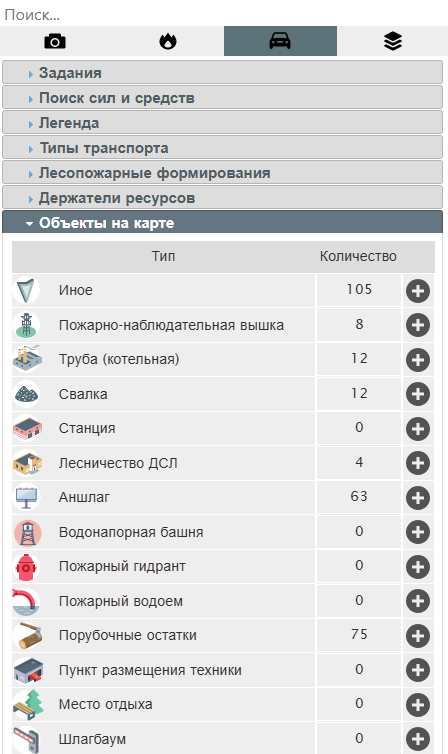 Поиск...
Задания
Поиск сил и средств
Легенда
Типы транспорта
Лесопожарные формирования
Держатели ресурсов
Объекты на карте
Тип Количество
Иное 105
Пожарно-наблюдательная вышка 8
Труба (котельная) 12
Свалка 12
Станция 0
Лесничество ДСЛ 4
Аншлаг 63
Водонапорная башня 0
Пожарный гидрант 0
Пожарный водоем 0
Порубочные остатки 75
Пункт размещения техники 0
Место отдыха 0
Шлагбаум 0